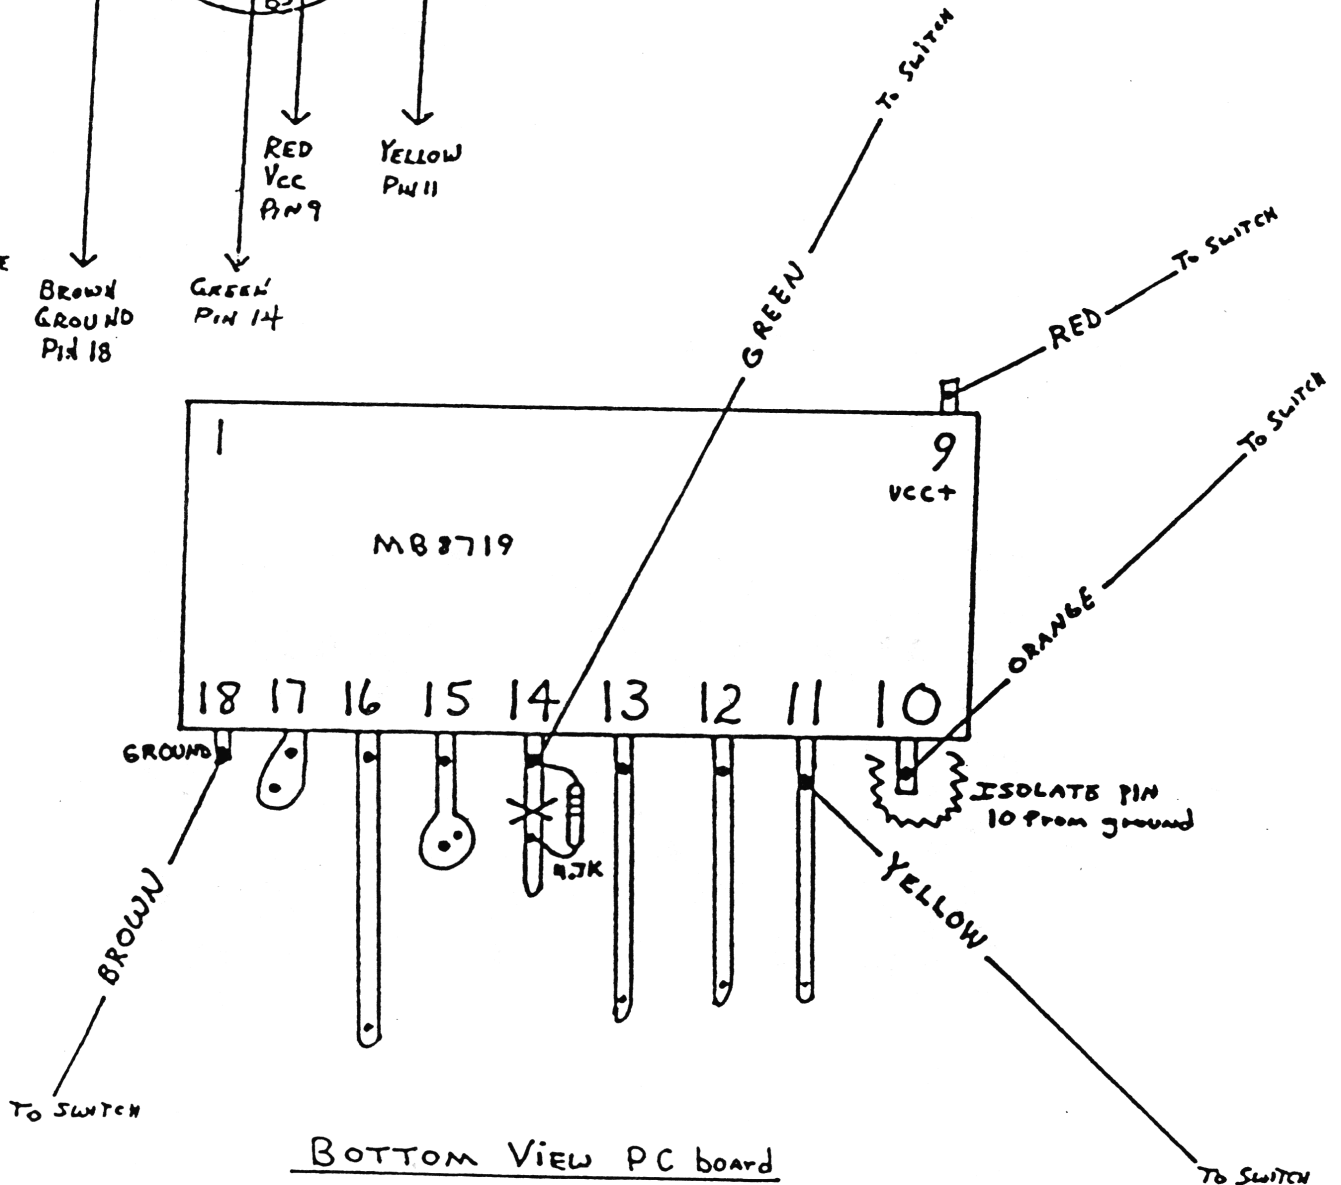 RED
VCC
PIN 9
YELLOW
PIN 11
BROWN
GROUND
PIN 18
GREEN
PIN 14
TO SWITCH
GREEN
TO SWITCH
RED
TO SWITCH
ORANGE
1
9
VCC+
MB8719
18 17 16 15 14 13 12 11 10
GROUND
ISOLATE PIN
10 From ground
4.7K
BROWN
YELLOW
TO SWITCH
TO SWITCH
BOTTOM VIEW PC board